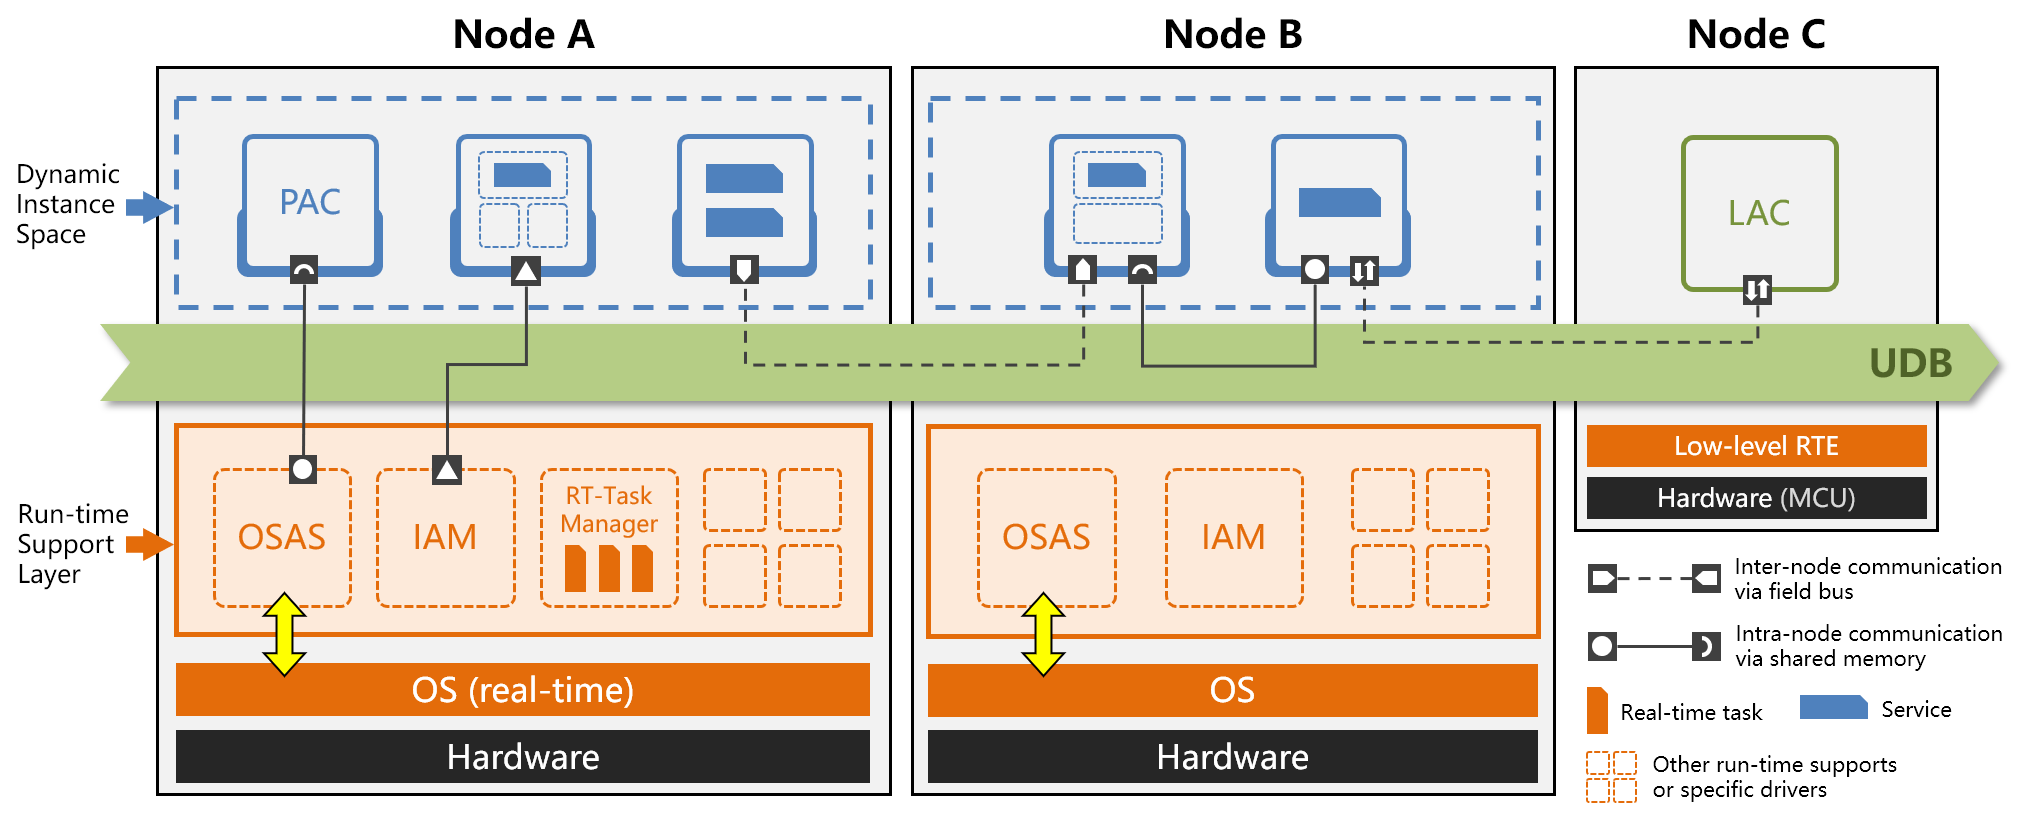 Node A
Node B
Node C
Dynamic
Instance
Space
PAC
LAC
UDB
Run-time
Support
Layer
OSAS
IAM
RT-Task
Manager
OSAS
IAM
Low-level RTE
Hardware (MCU)
OS (real-time)
OS
Hardware
Hardware
Inter-node communication
via field bus
Intra-node communication
via shared memory
Real-time task
Service
Other run-time supports
or specific drivers